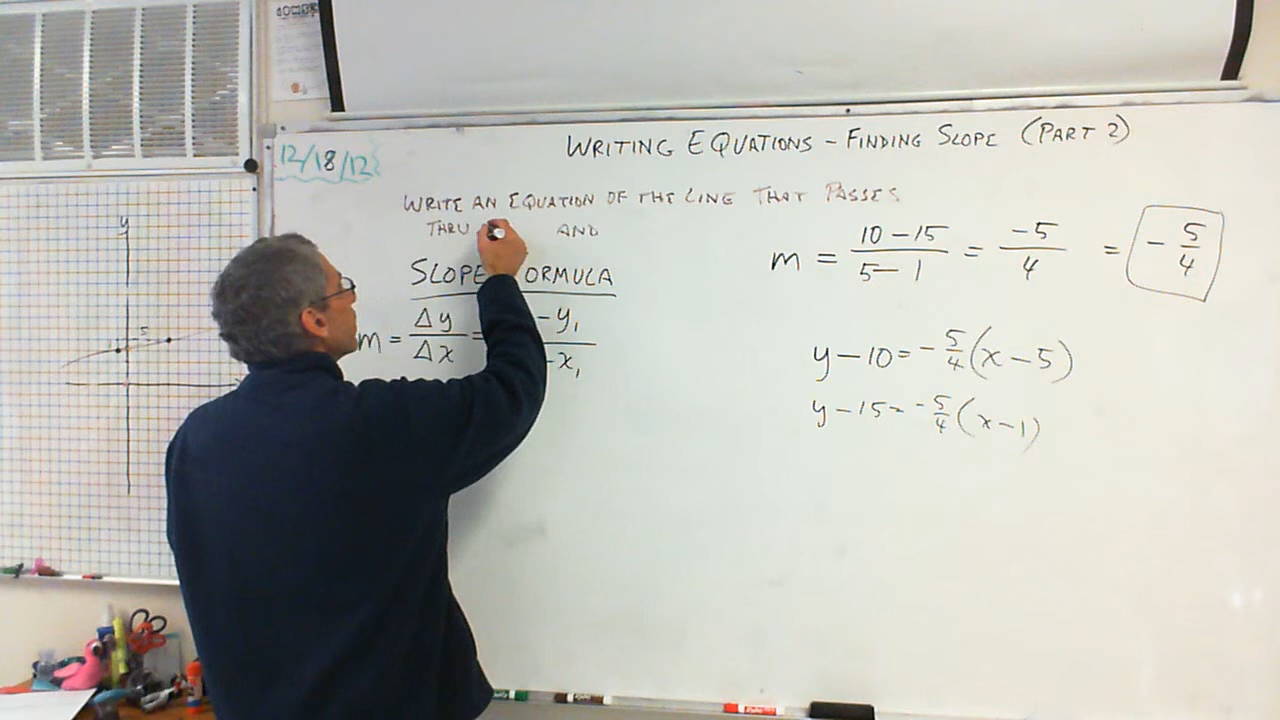 WRITING EQUATIONS - FINDING SLOPE (PART 2)
12/18/12
WRITE AN EQUATION OF THE LINE THAT PASSES
THRU AND
SLOPE ORMULA
m = Δy/Δx = - y₁ / - x₁
m = (10 - 15)/(5 - 1) = -5/4 = - 5/4
y - 10 = - 5/4 (x - 5)
y - 15 = - 5/4 (x - 1)
y
5